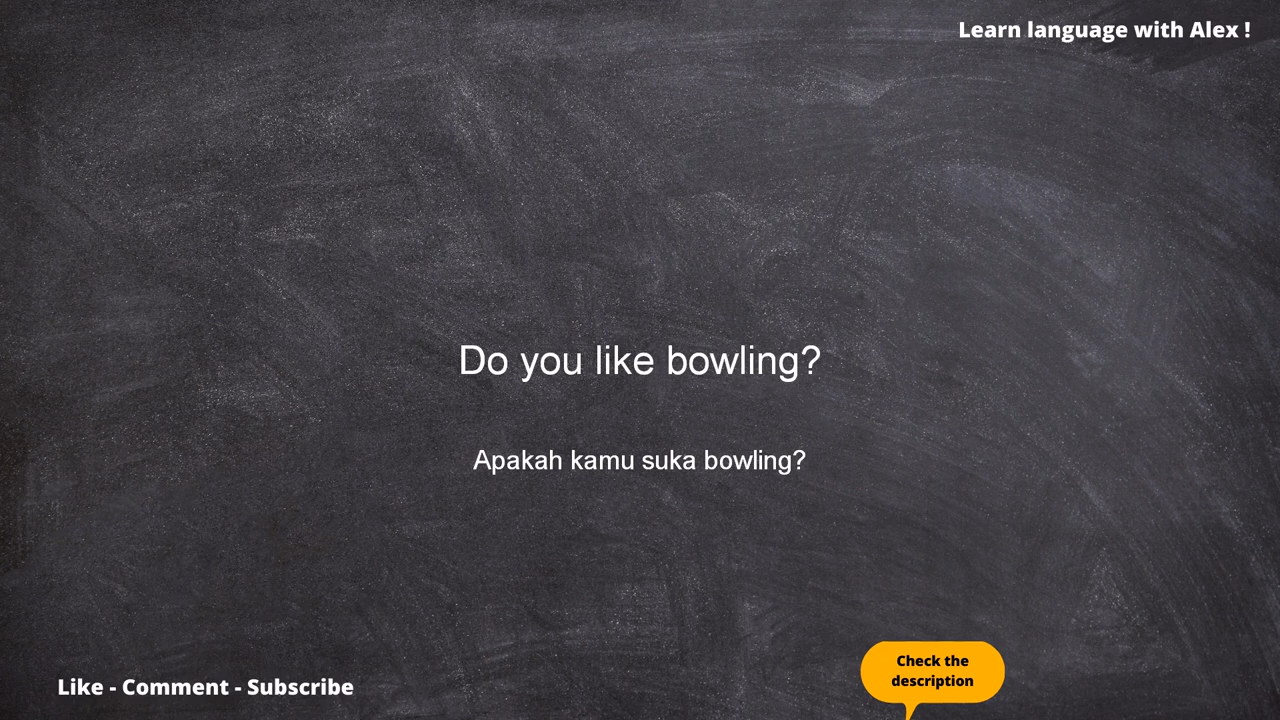 Learn language with Alex !
Do you like bowling?
Apakah kamu suka bowling?
Like - Comment - Subscribe
Check the
description